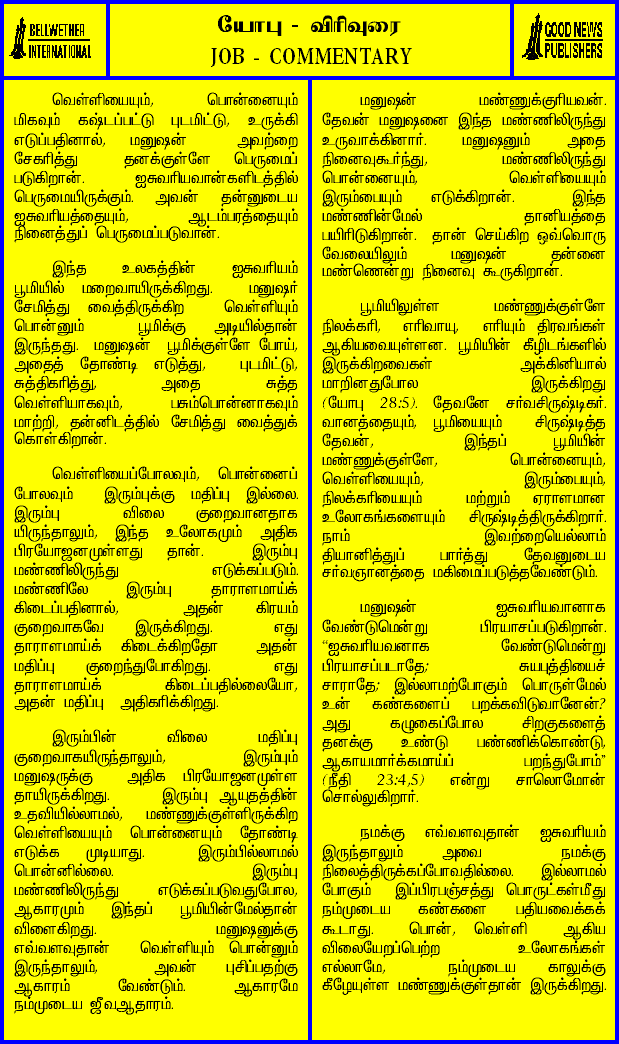 BELLWETHER
INTERNATIONAL
யோபு - விரிவுரை
JOB - COMMENTARY
GOOD NEWS
PUBLISHERS
வெள்ளியையும், பொன்னையும்
மிகவும் கஷ்டப்பட்டு புடமிட்டு, உருக்கி
எடுப்பதினால், மனுஷன் அவற்றை
சேகரித்து தனக்குள்ளே பெருமைப்
படுகிறான். ஐசுவரியவான்களிடத்தில்
பெருமையிருக்கும். அவன் தன்னுடைய
ஐசுவரியத்தையும், ஆடம்பரத்தையும்
நினைத்துப் பெருமைப்படுவான்.
இந்த உலகத்தின் ஐசுவரியம்
பூமியில் மறைவாயிருக்கிறது. மனுஷர்
சேமித்து வைத்திருக்கிற வெள்ளியும்
பொன்னும் பூமிக்கு அடியில்தான்
இருந்தது. மனுஷன் பூமிக்குள்ளே போய்,
அதைத் தோண்டி எடுத்து, புடமிட்டு,
சுத்திகரித்து, அதை சுத்த
வெள்ளியாகவும், பசும்பொன்னாகவும்
மாற்றி, தன்னிடத்தில் சேமித்து வைத்துக்
கொள்கிறான்.
வெள்ளியைப்போலவும், பொன்னைப்
போலவும் இரும்புக்கு மதிப்பு இல்லை.
இரும்பு விலை குறைவானதாக
யிருந்தாலும், இந்த உலோகமும் அதிக
பிரயோஜனமுள்ளது தான். இரும்பு
மண்ணிலிருந்து எடுக்கப்படும்.
மண்ணிலே இரும்பு தாராளமாய்க்
கிடைப்பதினால், அதன் கிரயம்
குறைவாகவே இருக்கிறது. எது
தாராளமாய்க் கிடைக்கிறதோ அதன்
மதிப்பு குறைந்துபோகிறது. எது
தாராளமாய்க் கிடைப்பதில்லையோ,
அதன் மதிப்பு அதிகரிக்கிறது.
இரும்பின் விலை மதிப்பு
குறைவாகயிருந்தாலும், இரும்பும்
மனுஷருக்கு அதிக பிரயோஜனமுள்ள
தாயிருக்கிறது. இரும்பு ஆயுதத்தின்
உதவியில்லாமல், மண்ணுக்குள்ளிருக்கிற
வெள்ளியையும் பொன்னையும் தோண்டி
எடுக்க முடியாது. இரும்பில்லாமல்
பொன்னில்லை. இரும்பு
மண்ணிலிருந்து எடுக்கப்படுவதுபோல,
ஆகாரமும் இந்தப் பூமியின்மேல்தான்
விளைகிறது. மனுஷனுக்கு
எவ்வளவுதான் வெள்ளியும் பொன்னும்
இருந்தாலும், அவன் புசிப்பதற்கு
ஆகாரம் வேண்டும். ஆகாரமே
நம்முடைய ஜீவஆதாரம்.
மனுஷன் மண்ணுக்குரியவன்.
தேவன் மனுஷனை இந்த மண்ணிலிருந்து
உருவாக்கினார். மனுஷனும் அதை
நினைவுகூர்ந்து, மண்ணிலிருந்து
பொன்னையும், வெள்ளியையும்
இரும்பையும் எடுக்கிறான். இந்த
மண்ணின்மேல் தானியத்தை
பயிரிடுகிறான். தான் செய்கிற ஒவ்வொரு
வேலையிலும் மனுஷன் தன்னை
மண்ணென்று நினைவு கூருகிறான்.
பூமியிலுள்ள மண்ணுக்குள்ளே
நிலக்கரி, எரிவாயு, எரியும் திரவங்கள்
ஆகியவையுள்ளன. பூமியின் கீழிடங்களில்
இருக்கிறவைகள் அக்கினியால்
மாறினதுபோல இருக்கிறது
(யோபு 28:5). தேவனே சர்வசிருஷ்டிகர்.
வானத்தையும், பூமியையும் சிருஷ்டித்த
தேவன், இந்தப் பூமியின்
மண்ணுக்குள்ளே, பொன்னையும்,
வெள்ளியையும், இரும்பையும்,
நிலக்கரியையும் மற்றும் ஏராளமான
உலோகங்களையும் சிருஷ்டித்திருக்கிறார்.
நாம் இவற்றையெல்லாம்
தியானித்துப் பார்த்து தேவனுடைய
சர்வஞானத்தை மகிமைப்படுத்தவேண்டும்.
மனுஷன் ஐசுவரியவானாக
வேண்டுமென்று பிரயாசப்படுகிறான்.
“ஐசுவரியவனாக வேண்டுமென்று
பிரயாசப்படாதே; சுயபுத்தியைச்
சாராதே; இல்லாமற்போகும் பொருள்மேல்
உன் கண்களைப் பறக்கவிடுவானேன்?
அது கழுகைப்போல சிறகுகளைத்
தனக்கு உண்டு பண்ணிக்கொண்டு,
ஆகாயமார்க்கமாய்ப் பறந்துபோம்”
(நீதி 23:4,5) என்று சாலொமோன்
சொல்லுகிறார்.
நமக்கு எவ்வளவுதான் ஐசுவரியம்
இருந்தாலும் அவை நமக்கு
நிலைத்திருக்கப்போவதில்லை. இல்லாமல்
போகும் இப்பிரபஞ்சத்து பொருட்கள்மீது
நம்முடைய கண்களை பதியவைக்கக்
கூடாது. பொன், வெள்ளி ஆகிய
விலையேறப்பெற்ற உலோகங்கள்
எல்லாமே, நம்முடைய காலுக்கு
கீழேயுள்ள மண்ணுக்குள்தான் இருக்கிறது.